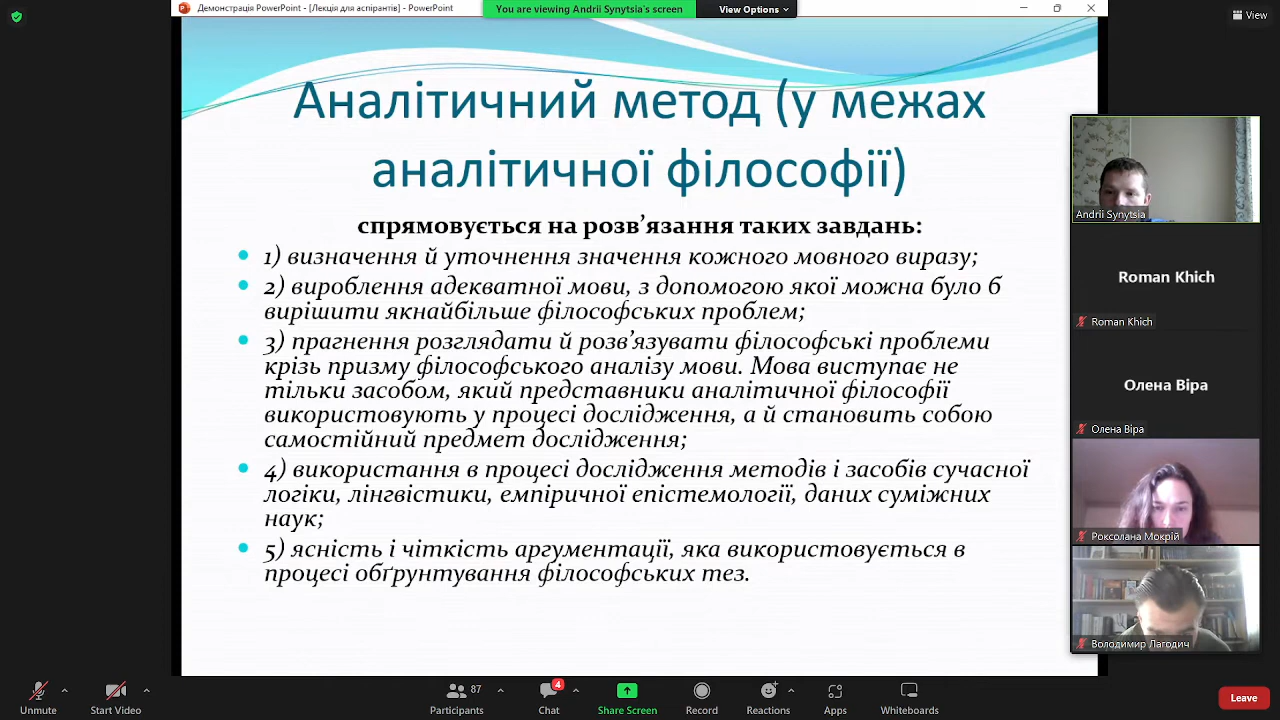 Демонстрація PowerPoint - [Лекція для аспірантів] - PowerPoint
You are viewing Andrii Synytsia's screen
View Options
View
Аналітичний метод (у межах
аналітичної філософії)
спрямовується на розв’язання таких завдань:
1) визначення й уточнення значення кожного мовного виразу;
2) вироблення адекватної мови, з допомогою якої можна було б
вирішити якнайбільше філософських проблем;
3) прагнення розглядати й розв’язувати філософські проблеми
крізь призму філософського аналізу мови. Мова виступає не
тільки засобом, який представники аналітичної філософії
використовують у процесі дослідження, а й становить собою
самостійний предмет дослідження;
4) використання в процесі дослідження методів і засобів сучасної
логіки, лінгвістики, емпіричної епістемології, даних суміжних
наук;
5) ясність і чіткість аргументації, яка використовується в
процесі обґрунтування філософських тез.
Andrii Synytsia
Roman Khich
Roman Khich
Олена Віра
Олена Віра
Роксолана Мокрій
Володимир Лагодич
Unmute
Start Video
87
Participants
4
Chat
Share Screen
Record
Reactions
Apps
Whiteboards
Leave